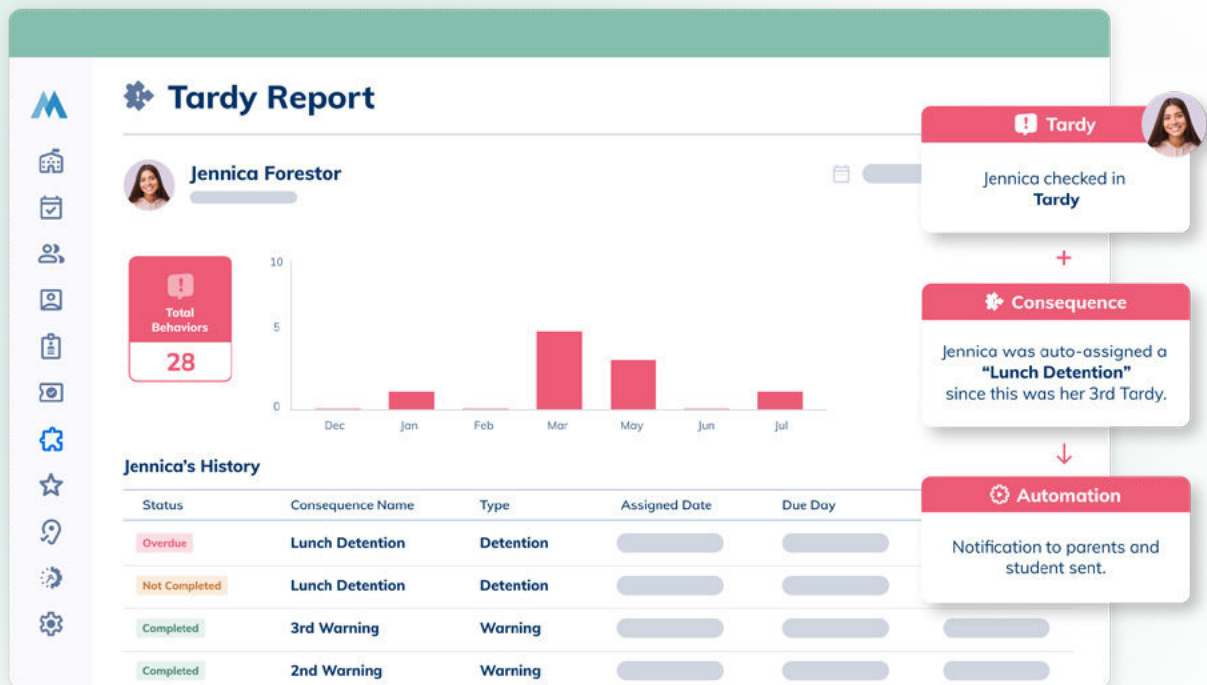 Tardy Report
Jennica Forestor
Total
Behaviors
28
10
5
0
Dec Jan Feb Mar May Jun Jul
Jennica's History
Status Consequence Name Type Assigned Date Due Day
Overdue Lunch Detention Detention
Not Completed Lunch Detention Detention
Completed 3rd Warning Warning
Completed 2nd Warning Warning
Tardy
Jennica checked in
Tardy
+
Consequence
Jennica was auto-assigned a
“Lunch Detention”
since this was her 3rd Tardy.
Automation
Notification to parents and
student sent.